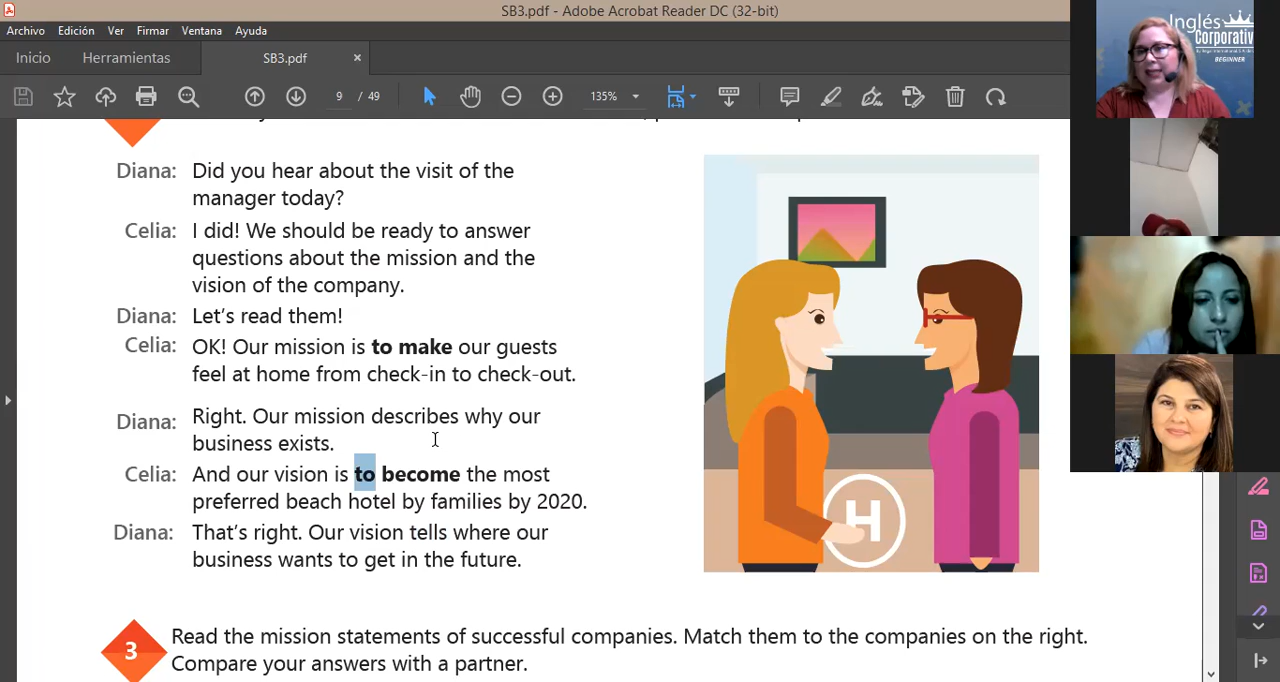 SB3.pdf - Adobe Acrobat Reader DC (32-bit)
Archivo Edición Ver Firmar Ventana Ayuda
Inicio Herramientas SB3.pdf ×
9 / 49 135%
Diana: Did you hear about the visit of the
manager today?
Celia: I did! We should be ready to answer
questions about the mission and the
vision of the company.
Diana: Let's read them!
Celia: OK! Our mission is to make our guests
feel at home from check-in to check-out.
Diana: Right. Our mission describes why our
business exists.
Celia: And our vision is to become the most
preferred beach hotel by families by 2020.
Diana: That's right. Our vision tells where our
business wants to get in the future.
H
3 Read the mission statements of successful companies. Match them to the companies on the right.
Compare your answers with a partner.
Inglés
Corporativ
BEGINNER